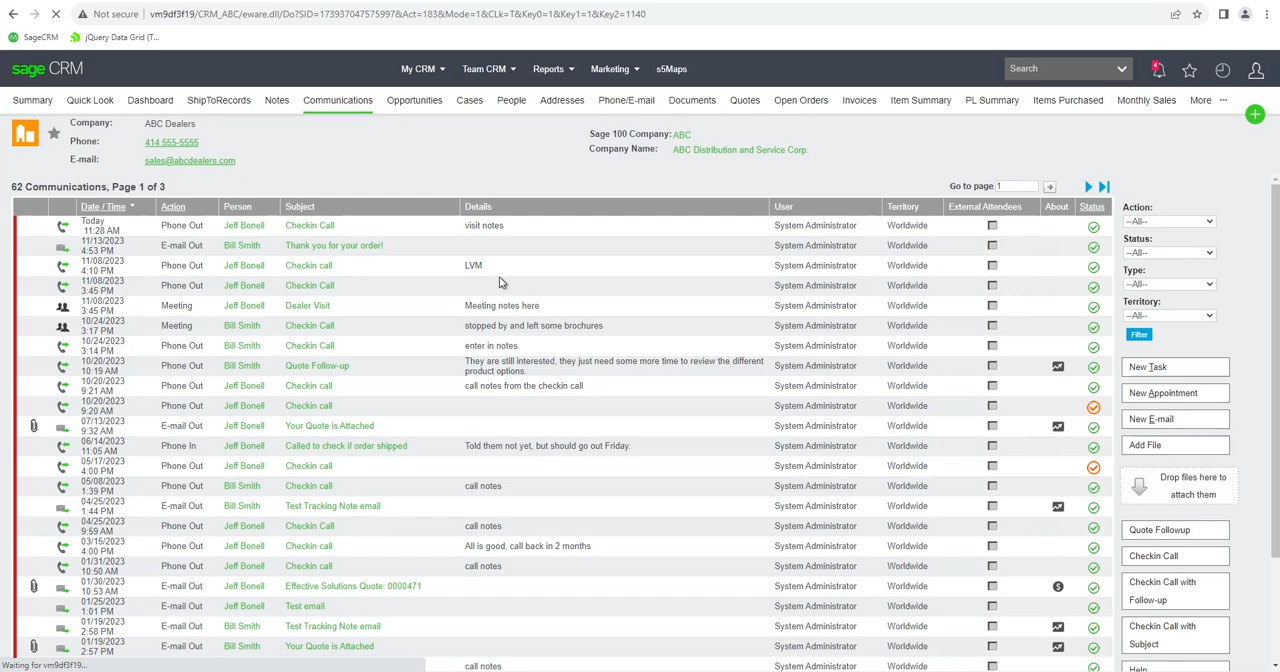 Not secure | vm9df3f19/CRM_ABC/eware.dll/Do?SID=173937047575997&Act=183&Mode=1&CLk=T&Key0=1&Key1=1&Key2=1140
SageCRM jQuery Data Grid (T...
sage CRM My CRM Team CRM Reports Marketing s5Maps Search 4
Summary Quick Look Dashboard ShipToRecords Notes Communications Opportunities Cases People Addresses Phone/E-mail Documents Quotes Open Orders Invoices Item Summary PL Summary Items Purchased Monthly Sales More ...
Company: ABC Dealers
Phone: 414 555-5555
E-mail: sales@abcdealers.com
Sage 100 Company: ABC
Company Name: ABC Distribution and Service Corp.
62 Communications, Page 1 of 3 Go to page 1
Date / Time Action Person Subject Details User Territory External Attendees About Status
Today 11:28 AM Phone Out Jeff Bonell Checkin Call visit notes System Administrator Worldwide
11/13/2023 4:53 PM E-mail Out Bill Smith Thank you for your order! System Administrator Worldwide
11/08/2023 4:10 PM Phone Out Jeff Bonell Checkin call LVM System Administrator Worldwide
11/08/2023 3:45 PM Phone Out Jeff Bonell Checkin Call System Administrator Worldwide
11/08/2023 3:45 PM Meeting Jeff Bonell Dealer Visit Meeting notes here System Administrator Worldwide
10/24/2023 3:17 PM Meeting Bill Smith Checkin Call stopped by and left some brochures System Administrator Worldwide
10/24/2023 3:14 PM Phone Out Bill Smith Checkin Call enter in notes. System Administrator Worldwide
10/20/2023 10:19 AM Phone Out Bill Smith Quote Follow-up They are still interested, they just need some more time to review the different product options. System Administrator Worldwide
10/20/2023 9:21 AM Phone Out Jeff Bonell Checkin call call notes from the checkin call System Administrator Worldwide
10/20/2023 9:20 AM Phone Out Jeff Bonell Checkin call System Administrator Worldwide
07/13/2023 9:32 AM E-mail Out Bill Smith Your Quote is Attached System Administrator Worldwide
06/14/2023 11:05 AM Phone In Jeff Bonell Called to check if order shipped Told them not yet, but should go out Friday. System Administrator Worldwide
05/17/2023 4:00 PM Phone Out Jeff Bonell Checkin call System Administrator Worldwide
05/08/2023 1:39 PM Phone Out Bill Smith Checkin Call call notes System Administrator Worldwide
04/25/2023 1:44 PM E-mail Out Bill Smith Test Tracking Note email System Administrator Worldwide
04/25/2023 9:59 AM Phone Out Jeff Bonell Checkin Call call notes System Administrator Worldwide
03/15/2023 4:00 PM Phone Out Jeff Bonell Checkin call All is good, call back in 2 months System Administrator Worldwide
01/31/2023 10:50 AM Phone Out Jeff Bonell Checkin call call notes System Administrator Worldwide
01/30/2023 10:53 AM E-mail Out Jeff Bonell Effective Solutions Quote: 0000471 System Administrator Worldwide
01/25/2023 1:01 PM E-mail Out Jeff Bonell Test email System Administrator Worldwide
01/19/2023 2:58 PM E-mail Out Bill Smith Test Tracking Note email System Administrator Worldwide
01/19/2023 2:57 PM E-mail Out Bill Smith Your Quote is Attached System Administrator Worldwide
Phone Out Jeff Bonell Checkin call call notes System Administrator Worldwide
Action:
--All--
Status:
--All--
Type:
--All--
Territory:
--All--
Filter
New Task
New Appointment
New E-mail
Add File
Drop files here to
attach them
Quote Followup
Checkin Call
Checkin Call with
Follow-up
Checkin Call with
Subject
Help
Waiting for vm9df3f19...